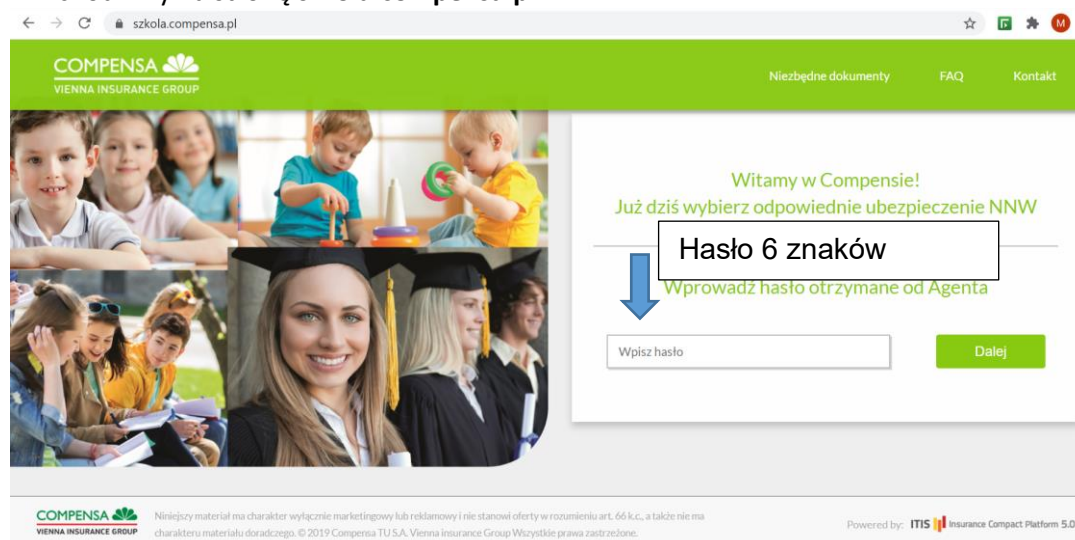 szkola.compensa.pl
M
COMPENSA
VIENNA INSURANCE GROUP
Niezbędne dokumenty FAQ Kontakt
Witamy w Compensie!
Już dziś wybierz odpowiednie ubezpieczenie NNW
Hasło 6 znaków
Wprowadź hasło otrzymane od Agenta
Wpisz hasło
Dalej
COMPENSA
VIENNA INSURANCE GROUP
Niniejszy materiał ma charakter wyłącznie marketingowy lub reklamowy i nie stanowi oferty w rozumieniu art. 66 k.c., a także nie ma
charakteru materiału doradczego. © 2019 Compensa TU S.A. Vienna Insurance Group Wszystkie prawa zastrzeżone.
Powered by: ITIS Insurance Compact Platform 5.0